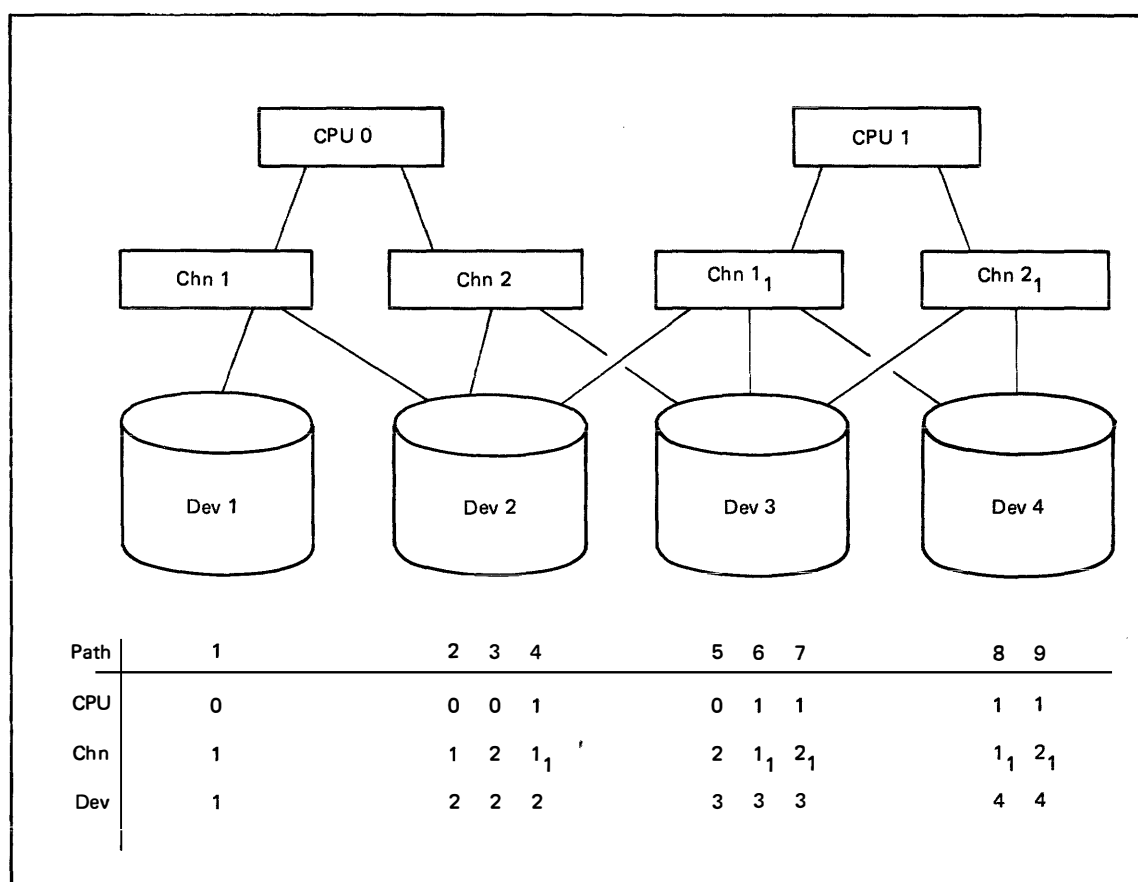 CPU 0 CPU 1
Chn 1 Chn 2 Chn 1₁ Chn 2₁
Dev 1 Dev 2 Dev 3 Dev 4
Path 1 2 3 4 5 6 7 8 9
CPU 0 0 0 1 0 1 1 1 1
Chn 1 1 2 1₁ 2 1₁ 2₁ 1₁ 2₁
Dev 1 2 2 2 3 3 3 4 4